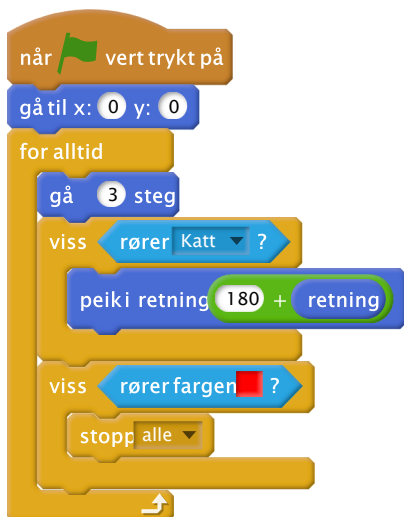 når vert trykt på
gå til x: 0 y: 0
for alltid
gå 3 steg
viss rører Katt ?
peik i retning 180 + retning
viss rører fargen ?
stopp alle